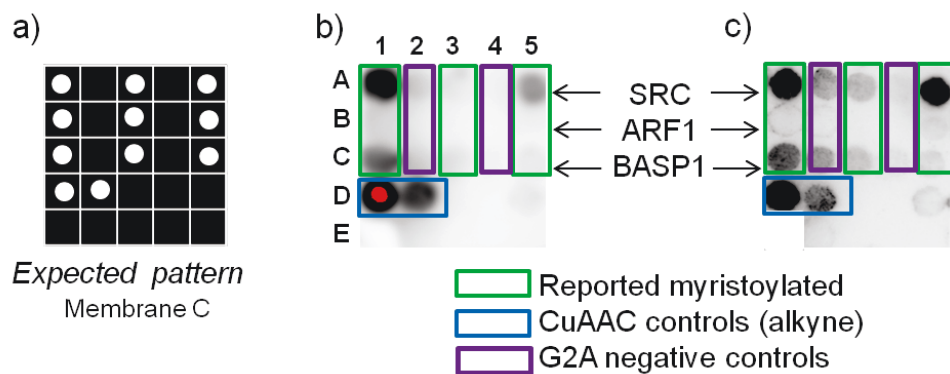 a)
Expected pattern
Membrane C
b)
1 2 3 4 5
A
B
C
D
E
SRC
ARF1
BASP1
c)
Reported myristoylated
CuAAC controls (alkyne)
G2A negative controls